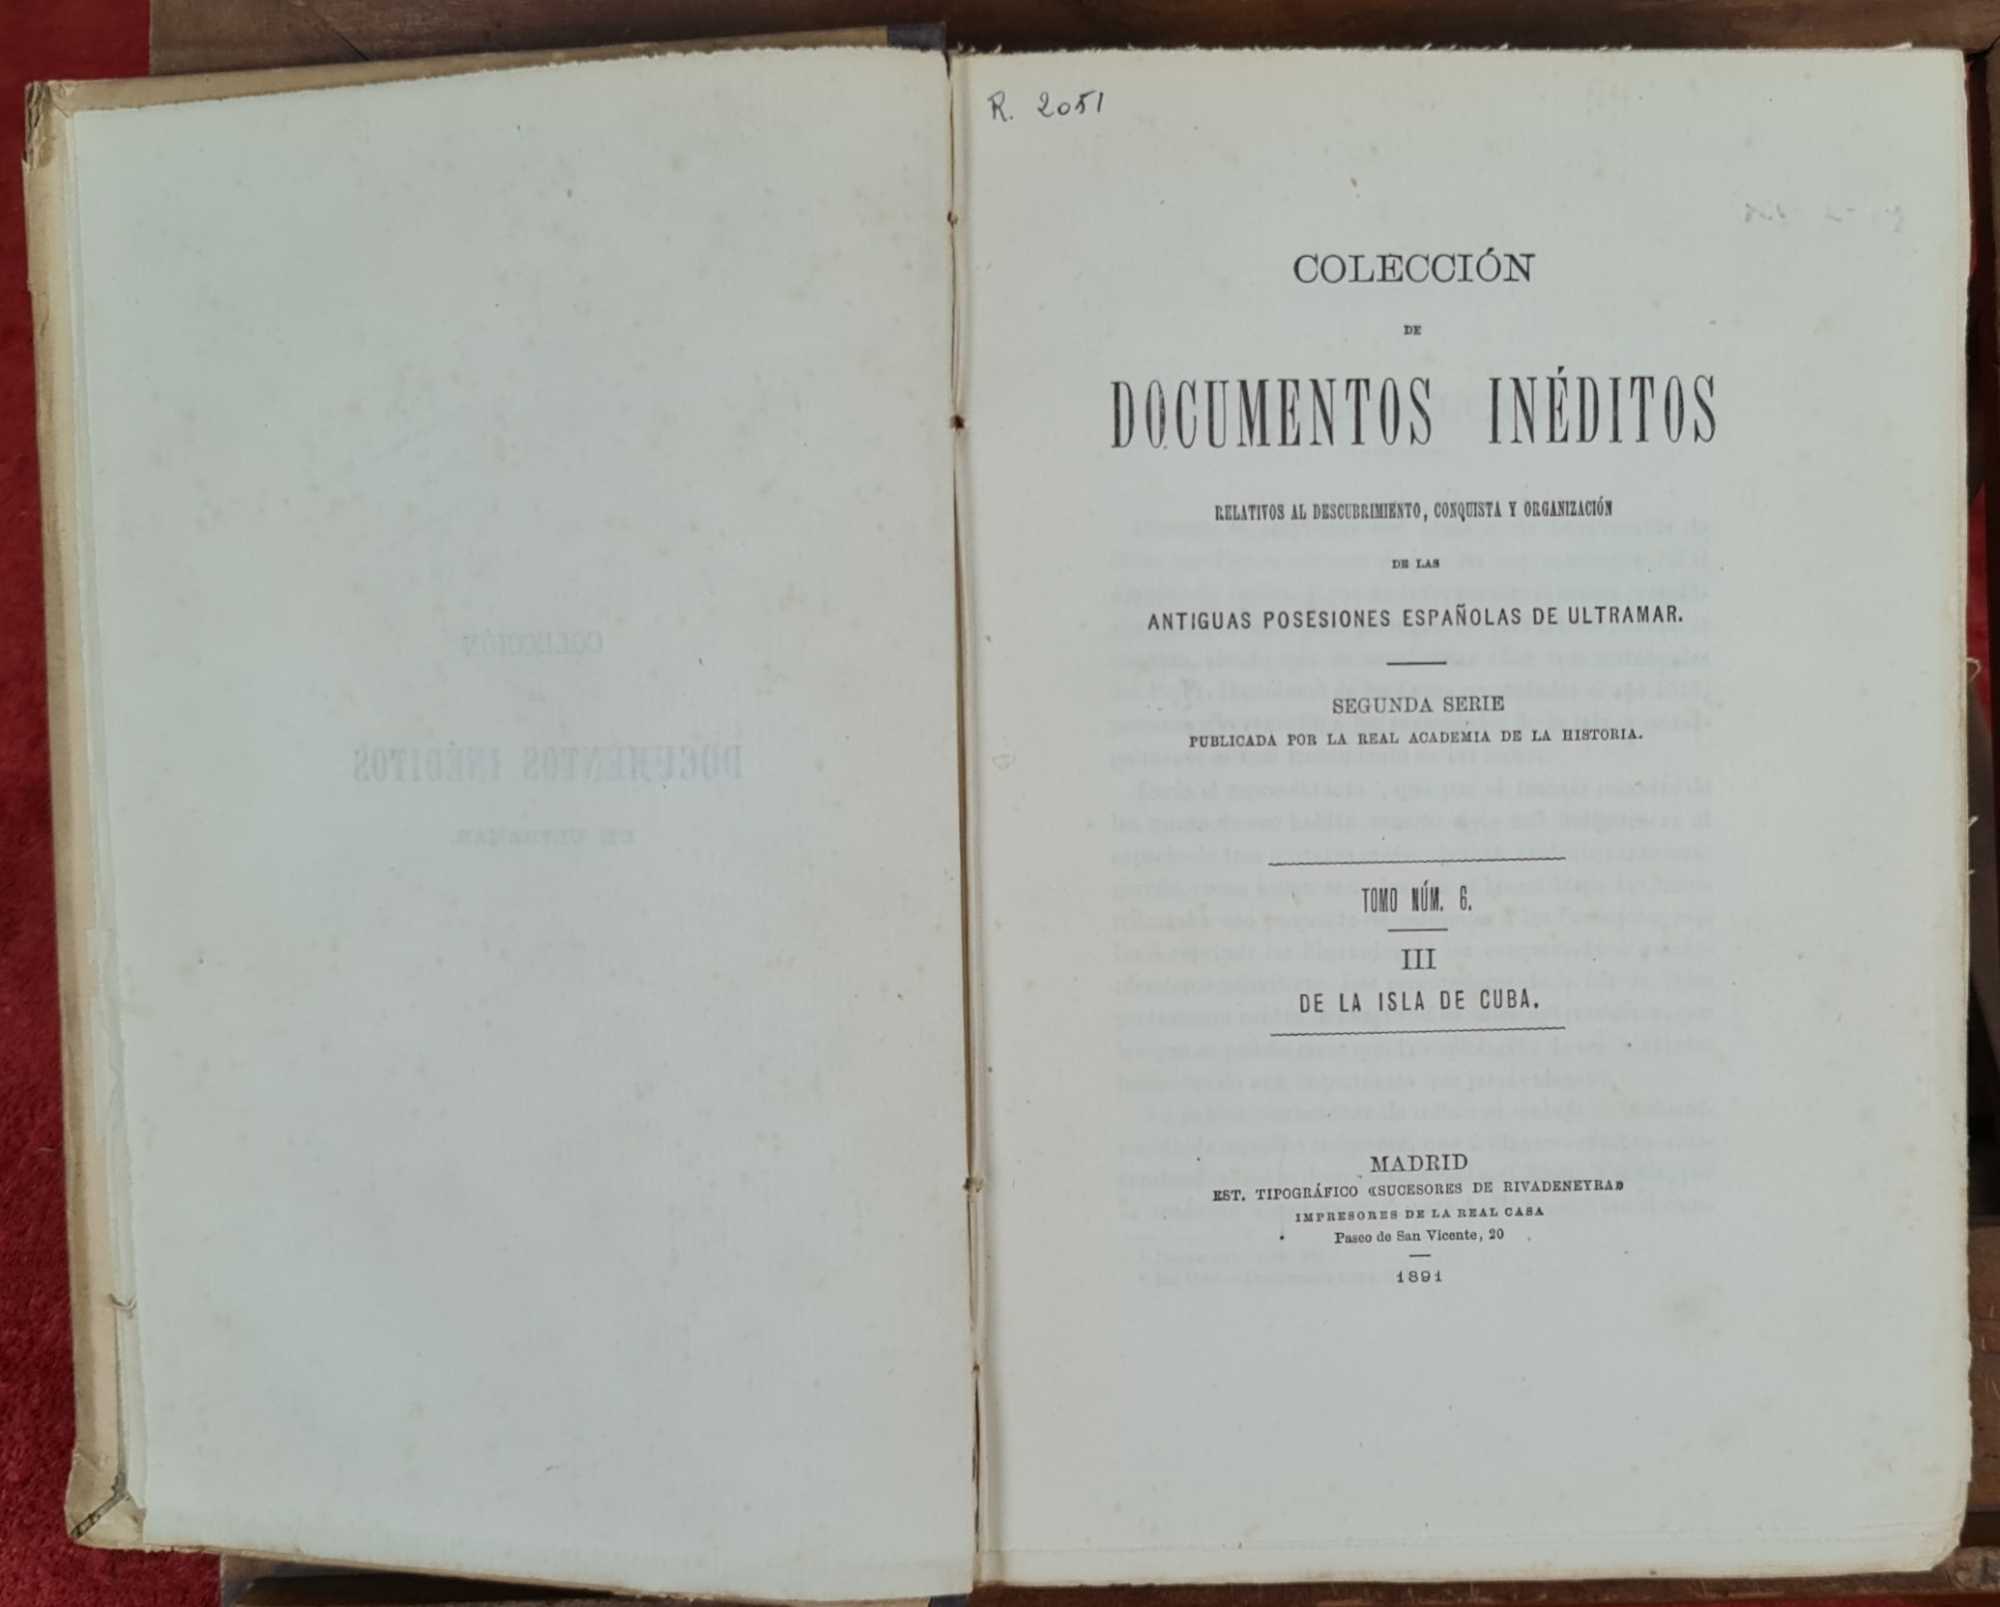 R. 2051
COLECCIÓN
DE
DOCUMENTOS INÉDITOS
RELATIVOS AL DESCUBRIMIENTO, CONQUISTA Y ORGANIZACIÓN
DE LAS
ANTIGUAS POSESIONES ESPAÑOLAS DE ULTRAMAR.
SEGUNDA SERIE
PUBLICADA POR LA REAL ACADEMIA DE LA HISTORIA.
TOMO NÚM. 6.
III
DE LA ISLA DE CUBA.
MADRID
EST. TIPOGRÁFICO «SUCESORES DE RIVADENEYRA»
IMPRESORES DE LA REAL CASA
Paseo de San Vicente, 20
1891